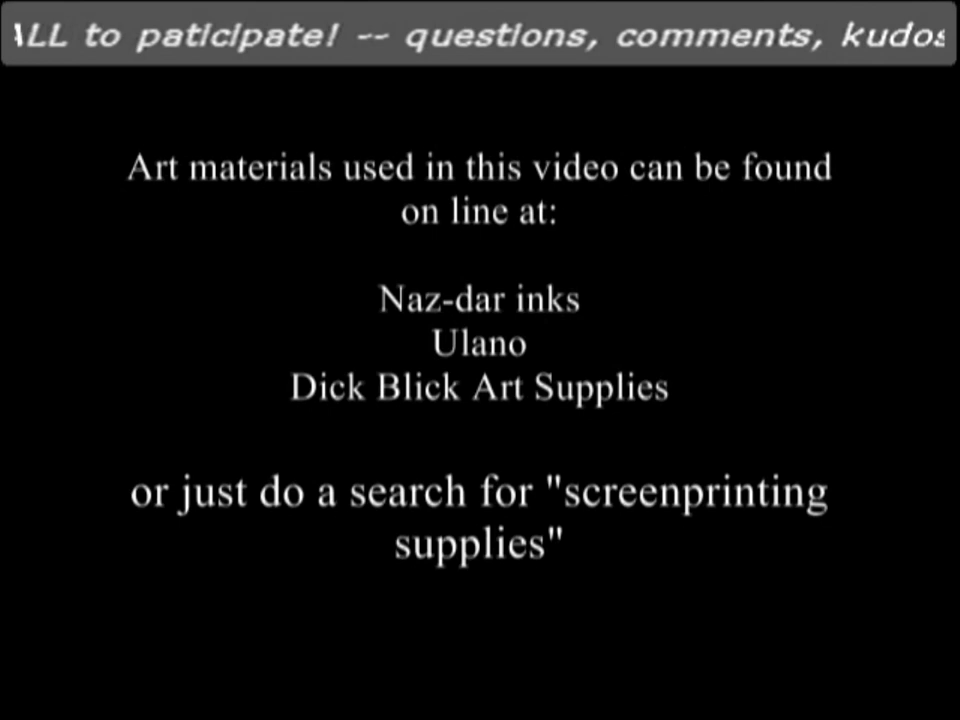 ALL to paticipate! -- questions, comments, kudos
Art materials used in this video can be found
on line at:
Naz-dar inks
Ulano
Dick Blick Art Supplies
or just do a search for "screenprinting
supplies"